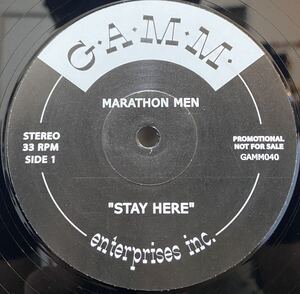 G.A.M.M.
MARATHON MEN
STEREO
33 RPM
SIDE 1
PROMOTIONAL
NOT FOR SALE
GAMM040
"STAY HERE"
enterprises inc.